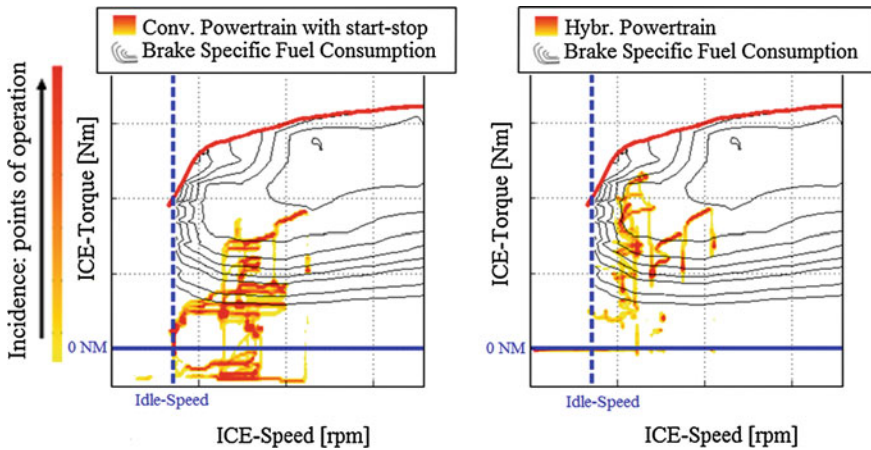 Conv. Powertrain with start-stop
Brake Specific Fuel Consumption
Hybr. Powertrain
Brake Specific Fuel Consumption
Incidence: points of operation
ICE-Torque [Nm]
0 NM
Idle-Speed
ICE-Speed [rpm]
ICE-Torque [Nm]
0 NM
Idle-Speed
ICE-Speed [rpm]